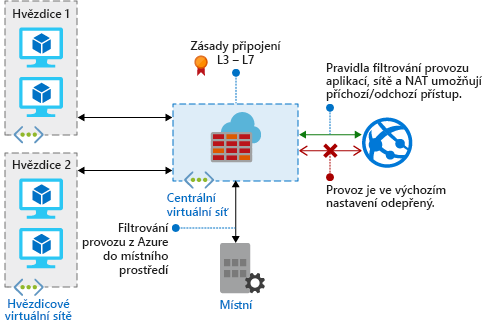 Hvězdice 1
Hvězdice 2
Hvězdicové
virtuální sítě
Zásady připojení
L3 – L7
Centrální
virtuální síť
Filtrování
provozu z Azure
do místního
prostředí
Místní
Pravidla filtrování provozu
aplikací, sítě a NAT umožňují
příchozí/odchozí přístup.
Provoz je ve výchozím
nastavení odepřený.